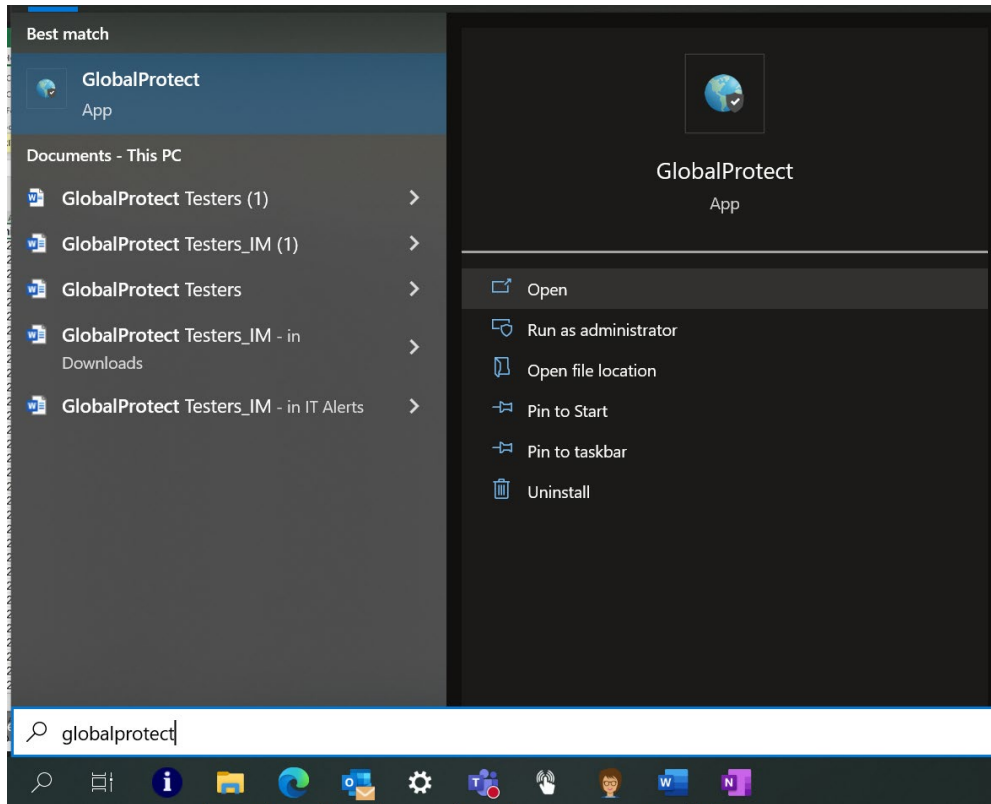 Best match
GlobalProtect
App
Documents - This PC
GlobalProtect Testers (1)
GlobalProtect Testers_IM (1)
GlobalProtect Testers
GlobalProtect Testers_IM - in
Downloads
GlobalProtect Testers_IM - in IT Alerts
GlobalProtect
App
Open
Run as administrator
Open file location
Pin to Start
Pin to taskbar
Uninstall
globalprotect